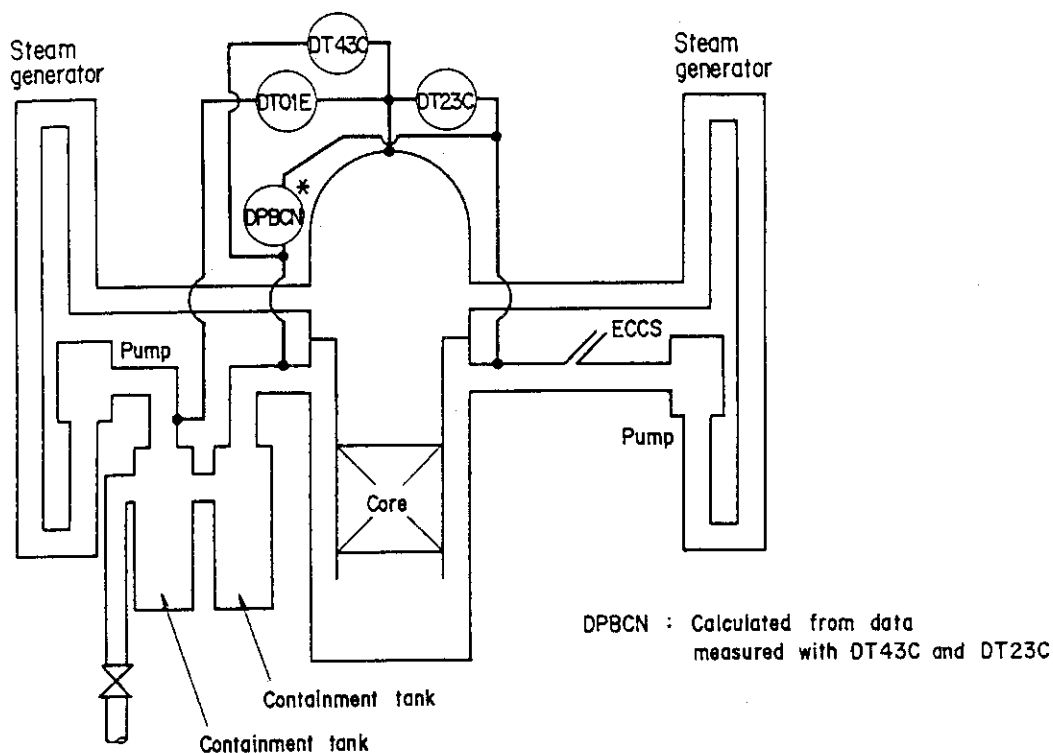 DT43C
Steam
generator
Steam
generator
DT01E
DT23C
*
DPBCN
ECCS
Pump
Pump
Core
DPBCN : Calculated from data
measured with DT43C and DT23C
Containment tank
Containment tank